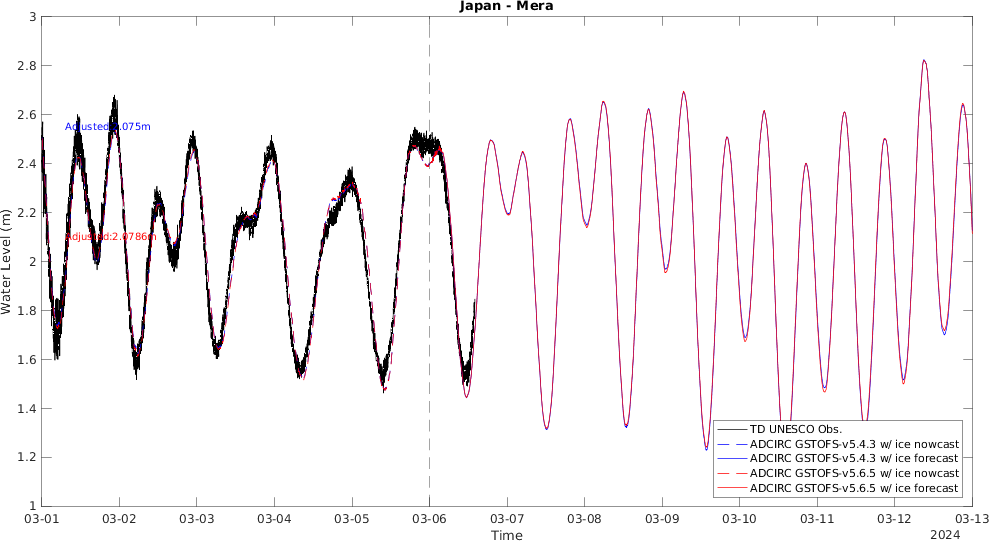 Japan - Mera
3
2.8
2.6
2.4
2.2
2
1.8
1.6
1.4
1.2
1
Water Level (m)
Adjusted:2.0786m
TD UNESCO Obs.
ADCIRC GSTOFS-v5.4.3 w/ ice nowcast
ADCIRC GSTOFS-v5.4.3 w/ ice forecast
ADCIRC GSTOFS-v5.6.5 w/ ice nowcast
ADCIRC GSTOFS-v5.6.5 w/ ice forecast
03-01 03-02 03-03 03-04 03-05 03-06 03-07 03-08 03-09 03-10 03-11 03-12 03-13
Time
2024